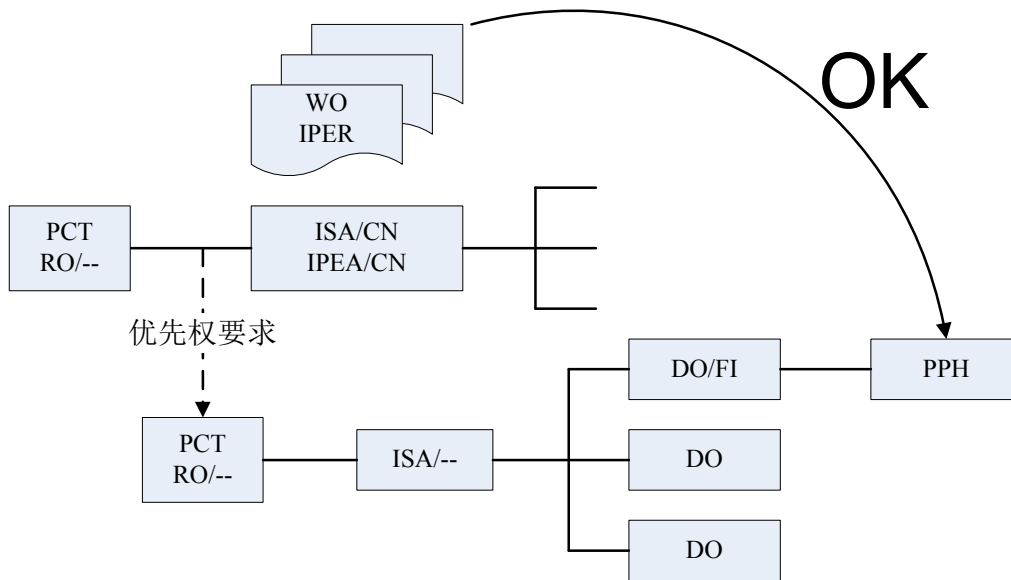 WO
IPER
OK
PCT
RO/--
ISA/CN
IPEA/CN
优先权要求
DO/FI
PPH
PCT
RO/--
ISA/--
DO
DO